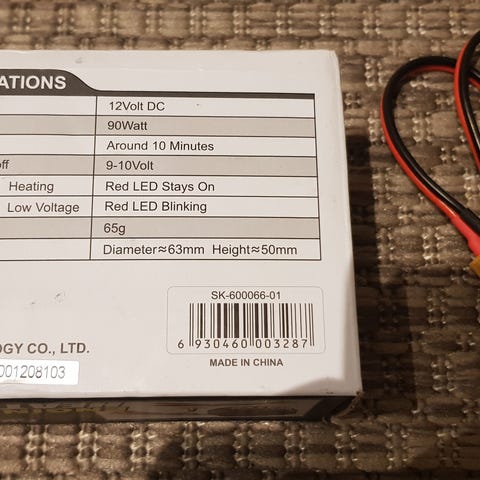 ATIONS
12Volt DC
90Watt
Around 10 Minutes
off 9-10Volt
Heating Red LED Stays On
Low Voltage Red LED Blinking
65g
Diameter≈63mm Height≈50mm
SK-600066-01
6 930460 003287
MADE IN CHINA
OGY CO., LTD.
001208103